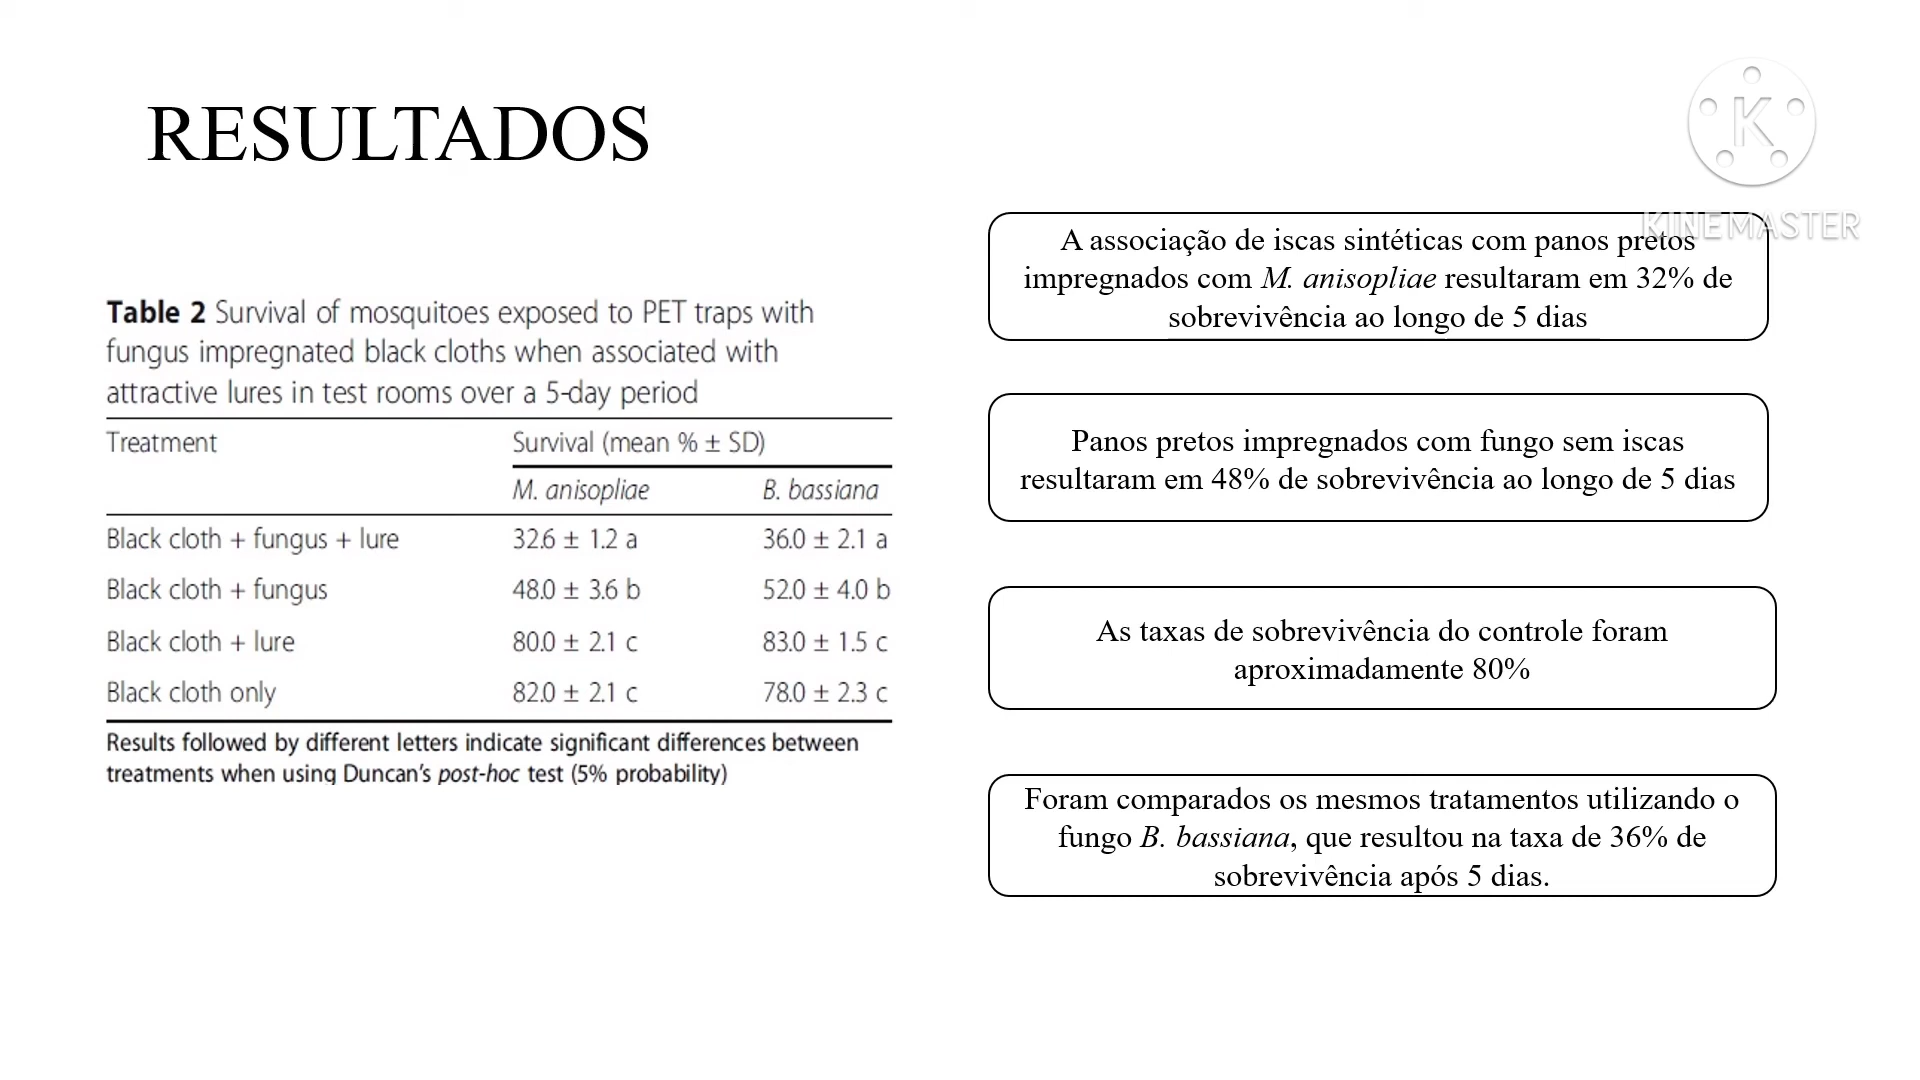 RESULTADOS
K
KINEMASTER
Table 2 Survival of mosquitoes exposed to PET traps with
fungus impregnated black cloths when associated with
attractive lures in test rooms over a 5-day period
Treatment Survival (mean % ± SD)
M. anisopliae B. bassiana
Black cloth + fungus + lure 32.6 ± 1.2 a 36.0 ± 2.1 a
Black cloth + fungus 48.0 ± 3.6 b 52.0 ± 4.0 b
Black cloth + lure 80.0 ± 2.1 c 83.0 ± 1.5 c
Black cloth only 82.0 ± 2.1 c 78.0 ± 2.3 c
Results followed by different letters indicate significant differences between
treatments when using Duncan's post-hoc test (5% probability)
A associação de iscas sintéticas com panos pretos
impregnados com M. anisopliae resultaram em 32% de
sobrevivência ao longo de 5 dias
Panos pretos impregnados com fungo sem iscas
resultaram em 48% de sobrevivência ao longo de 5 dias
As taxas de sobrevivência do controle foram
aproximadamente 80%
Foram comparados os mesmos tratamentos utilizando o
fungo B. bassiana, que resultou na taxa de 36% de
sobrevivência após 5 dias.